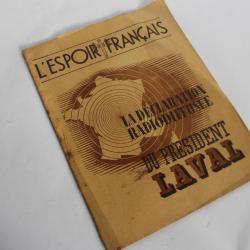 L'ESPOIR FRANÇAIS
LA DÉCLARATION
RADIODIFFUSÉE
DU PRÉSIDENT
LAVAL